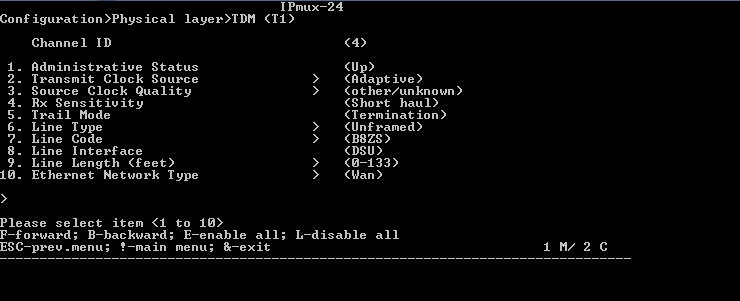 IPmux-24
Configuration>Physical layer>TDM (T1)
Channel ID (4)
1. Administrative Status (Up)
2. Transmit Clock Source > (Adaptive)
3. Source Clock Quality > (other/unknown)
4. Rx Sensitivity (Short haul)
5. Trail Mode (Termination)
6. Line Type > (Unframed)
7. Line Code > (B8ZS)
8. Line Interface (DSU)
9. Line Length (feet) > (0-133)
10. Ethernet Network Type > (Wan)
>
Please select item <1 to 10>
F-forward; B-backward; E-enable all; L-disable all
ESC-prev.menu; !-main menu; &-exit 1 M/ 2 C